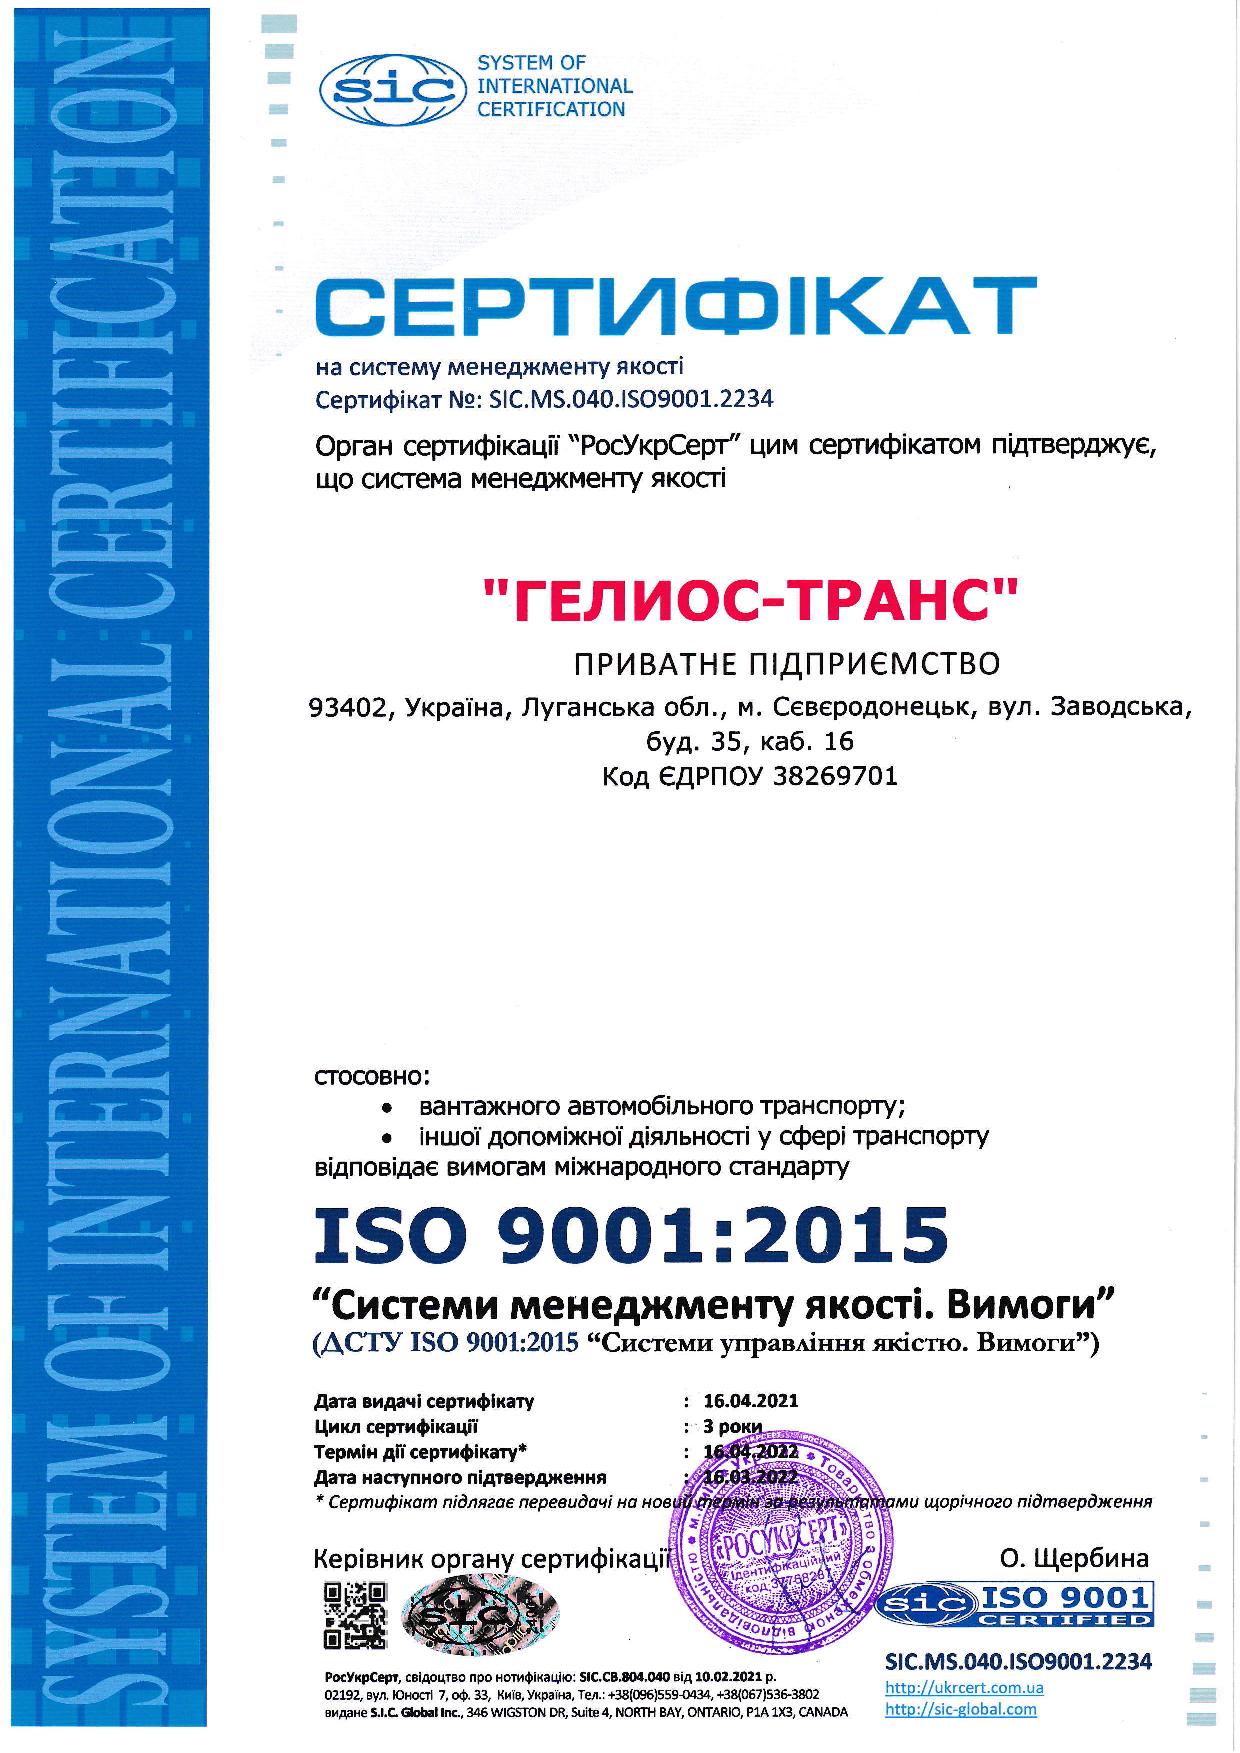 SYSTEM OF INTERNATIONAL CERTIFICATION
sic
SYSTEM OF
INTERNATIONAL
CERTIFICATION
СЕРТИФІКАТ
на систему менеджменту якості
Сертифікат №: SIC.MS.040.ISO9001.2234
Орган сертифікації “РосУкрСерт” цим сертифікатом підтверджує,
що система менеджменту якості
"ГЕЛИОС-ТРАНС"
ПРИВАТНЕ ПІДПРИЄМСТВО
93402, Україна, Луганська обл., м. Сєвєродонецьк, вул. Заводська,
буд. 35, каб. 16
Код ЄДРПОУ 38269701
стосовно:
• вантажного автомобільного транспорту;
• іншої допоміжної діяльності у сфері транспорту
відповідає вимогам міжнародного стандарту
ISO 9001:2015
“Системи менеджменту якості. Вимоги”
(ДСТУ ISO 9001:2015 “Системи управління якістю. Вимоги”)
Дата видачі сертифікату : 16.04.2021
Цикл сертифікації : 3 роки
Термін дії сертифікату* : 16.04.2022
Дата наступного підтвердження : 16.03.2022
* Сертифікат підлягає перевидачі на новий термін за результатами щорічного підтвердження
Керівник органу сертифікації О. Щербина
«РОСУКРСЕРТ»
Ідентифікаційний
код
sic
sic ISO 9001
CERTIFIED
SIC.MS.040.ISO9001.2234
http://ukrcert.com.ua
http://sic-global.com
РосУкрСерт, свідоцтво про нотифікацію: SIC.CB.804.040 від 10.02.2021 р.
02192, вул. Юності 7, оф. 33, Київ, Україна, Тел.: +38(096)559-0434, +38(067)536-3802
видане S.I.C. Global Inc., 346 WIGSTON DR, Suite 4, NORTH BAY, ONTARIO, P1A 1X3, CANADA